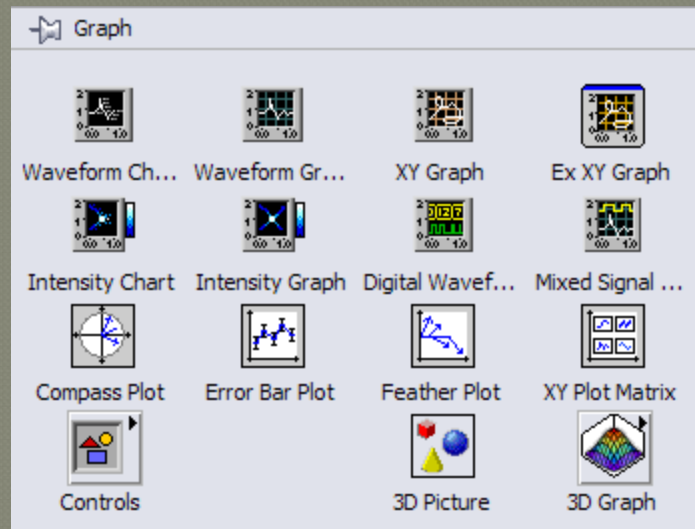 Graph
Waveform Ch... Waveform Gr... XY Graph Ex XY Graph
Intensity Chart Intensity Graph Digital Wavef... Mixed Signal ...
Compass Plot Error Bar Plot Feather Plot XY Plot Matrix
Controls 3D Picture 3D Graph